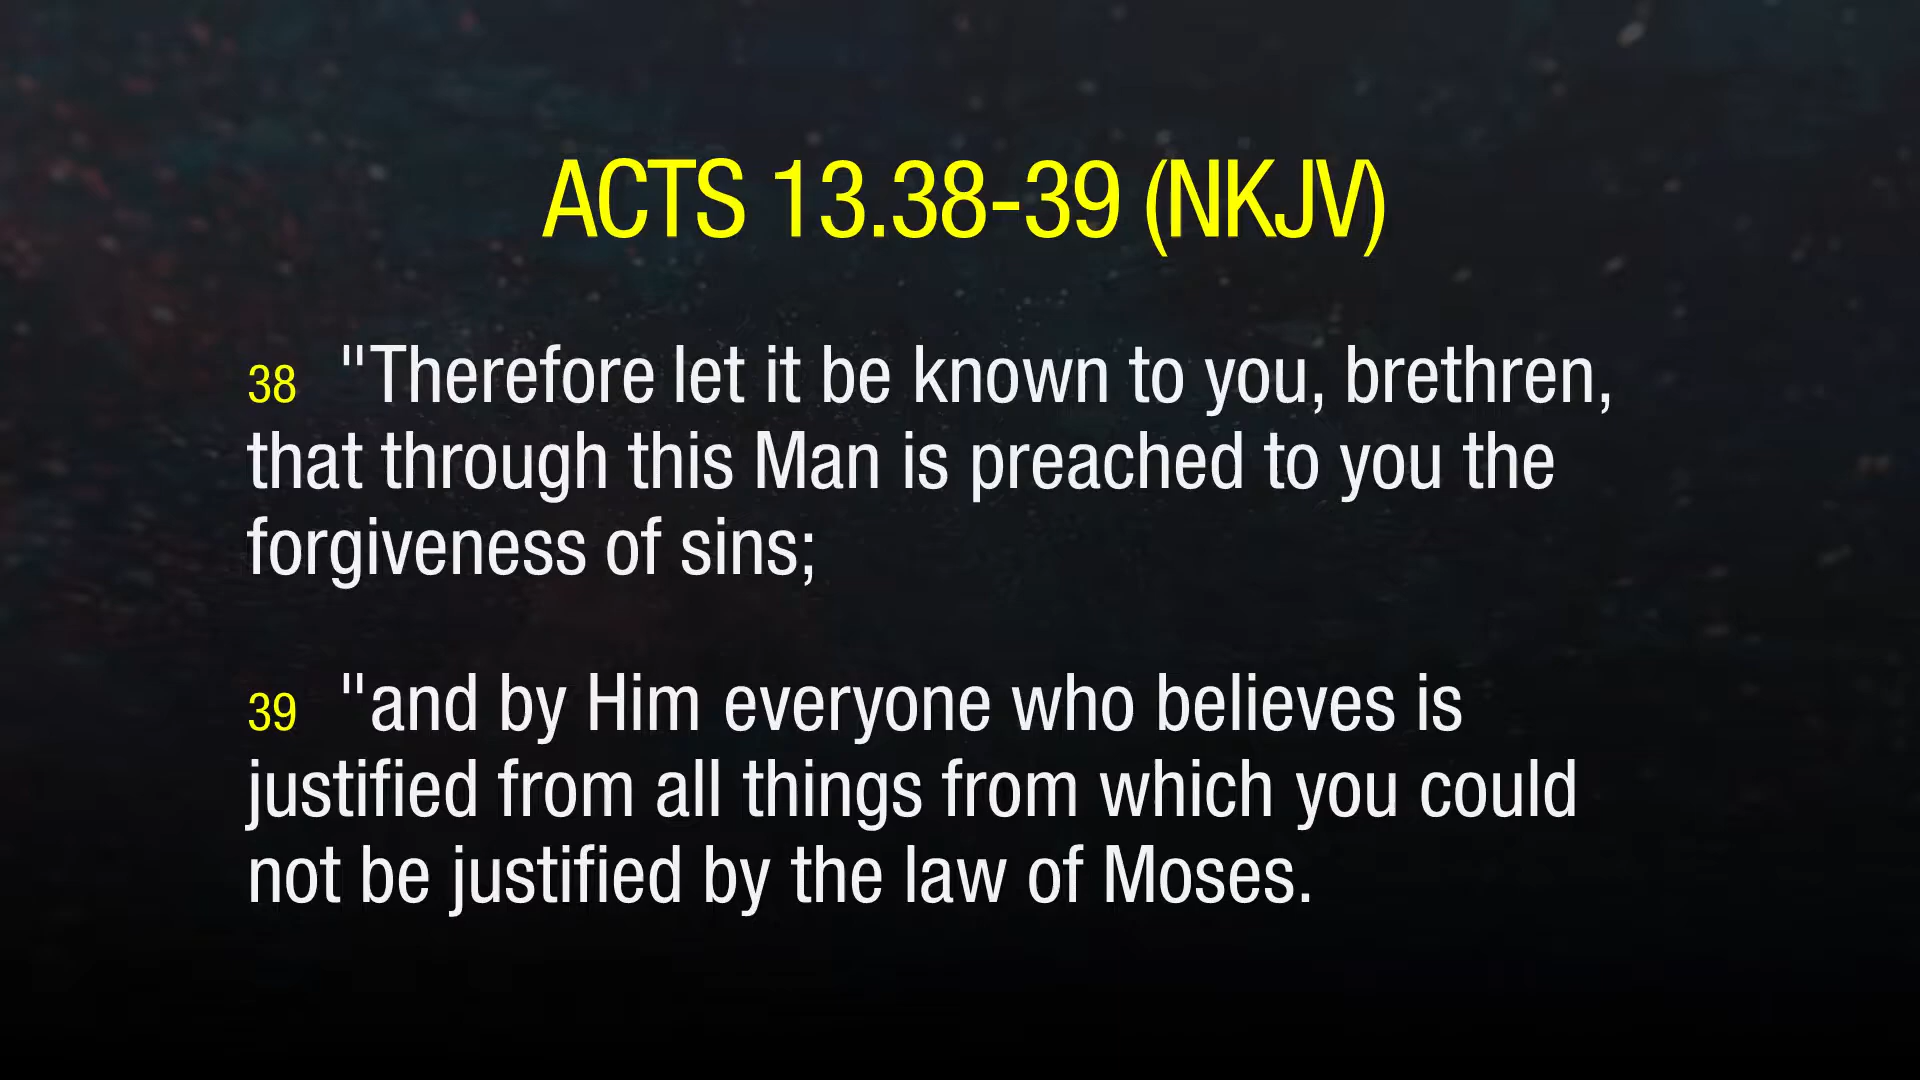 ACTS 13.38-39 (NKJV)
38 "Therefore let it be known to you, brethren,
that through this Man is preached to you the
forgiveness of sins;
39 "and by Him everyone who believes is
justified from all things from which you could
not be justified by the law of Moses.